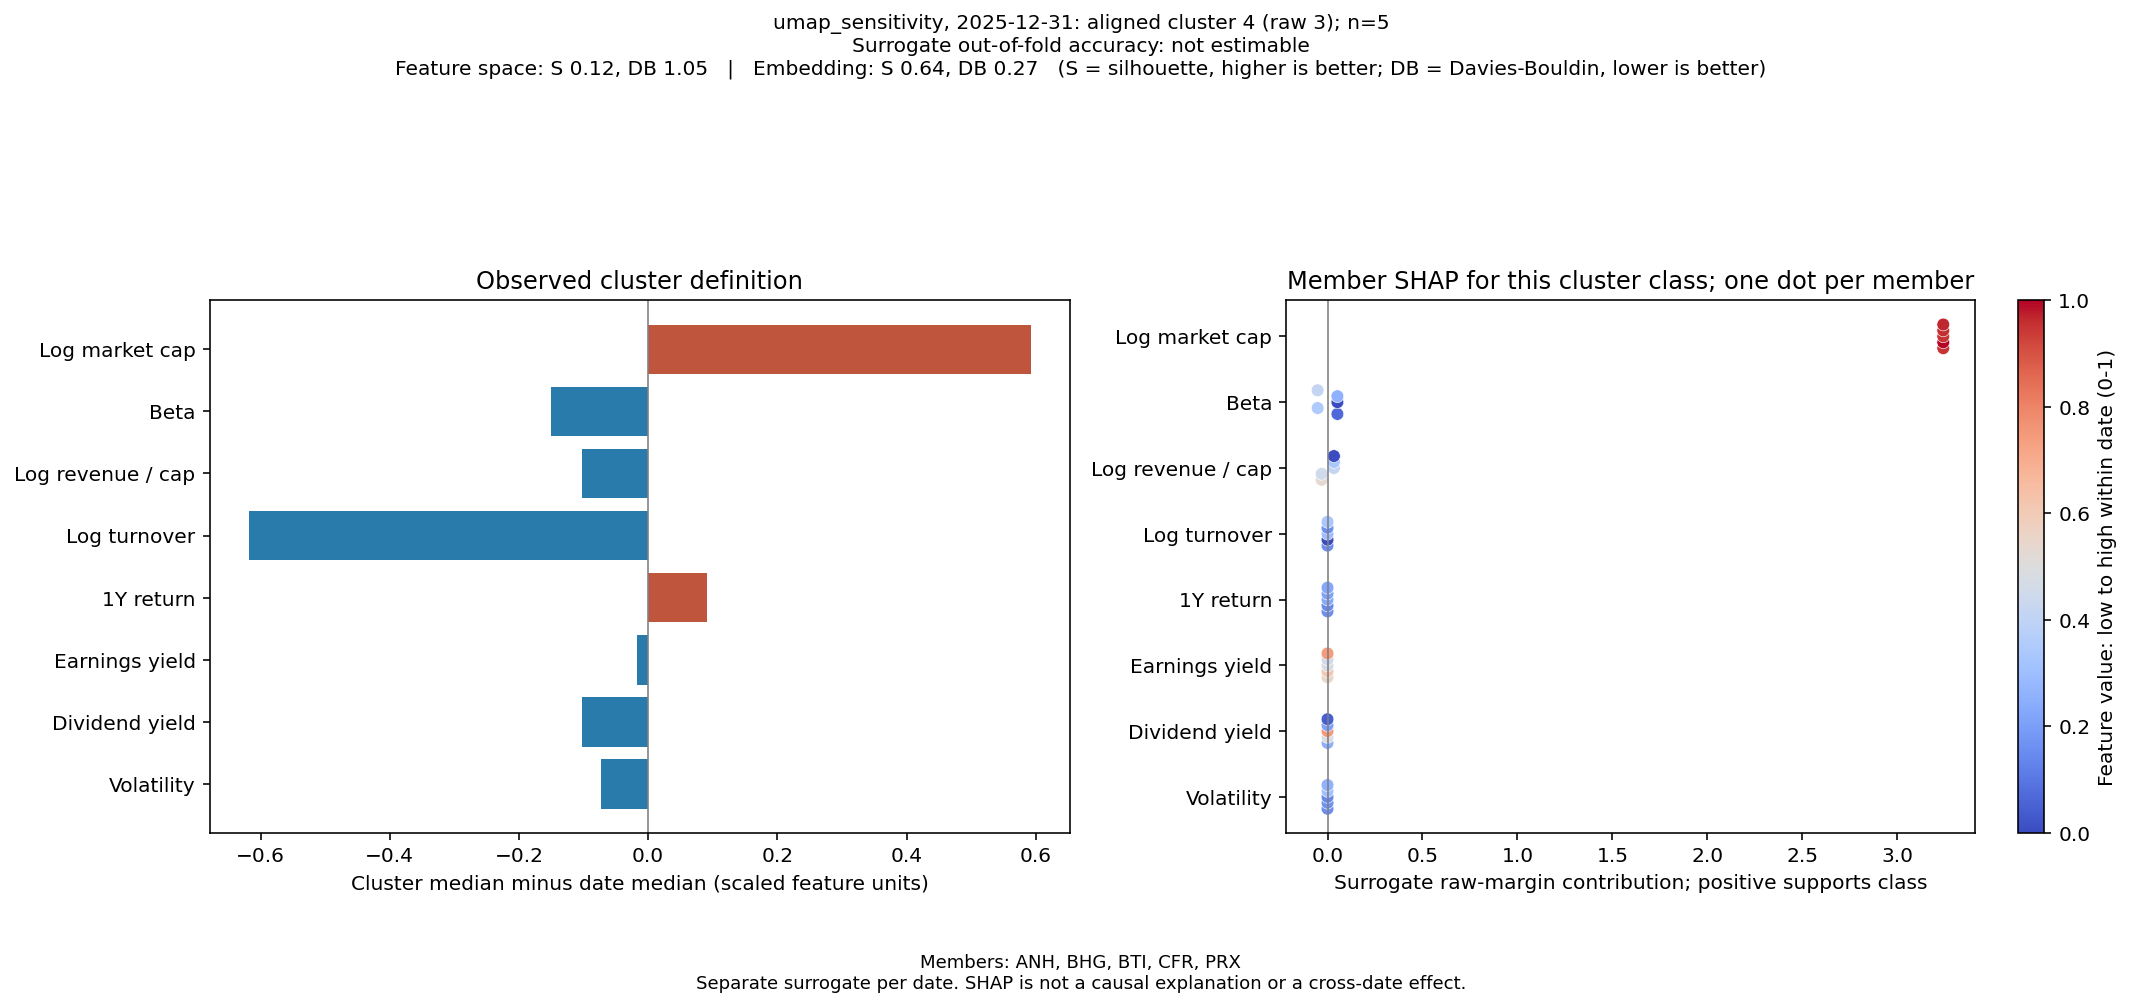 umap_sensitivity, 2025-12-31: aligned cluster 4 (raw 3); n=5
Surrogate out-of-fold accuracy: not estimable
Feature space: S 0.12, DB 1.05   |   Embedding: S 0.64, DB 0.27   (S = silhouette, higher is better; DB = Davies-Bouldin, lower is better)
Observed cluster definition
Log market cap
Beta
Log revenue / cap
Log turnover
1Y return
Earnings yield
Dividend yield
Volatility
−0.6
−0.4
−0.2
0.0
0.2
0.4
0.6
Cluster median minus date median (scaled feature units)
Member SHAP for this cluster class; one dot per member
Log market cap
Beta
Log revenue / cap
Log turnover
1Y return
Earnings yield
Dividend yield
Volatility
0.0
0.5
1.0
1.5
2.0
2.5
3.0
Surrogate raw-margin contribution; positive supports class
1.0
0.8
0.6
0.4
0.2
0.0
Feature value: low to high within date (0-1)
Members: ANH, BHG, BTI, CFR, PRX
Separate surrogate per date. SHAP is not a causal explanation or a cross-date effect.